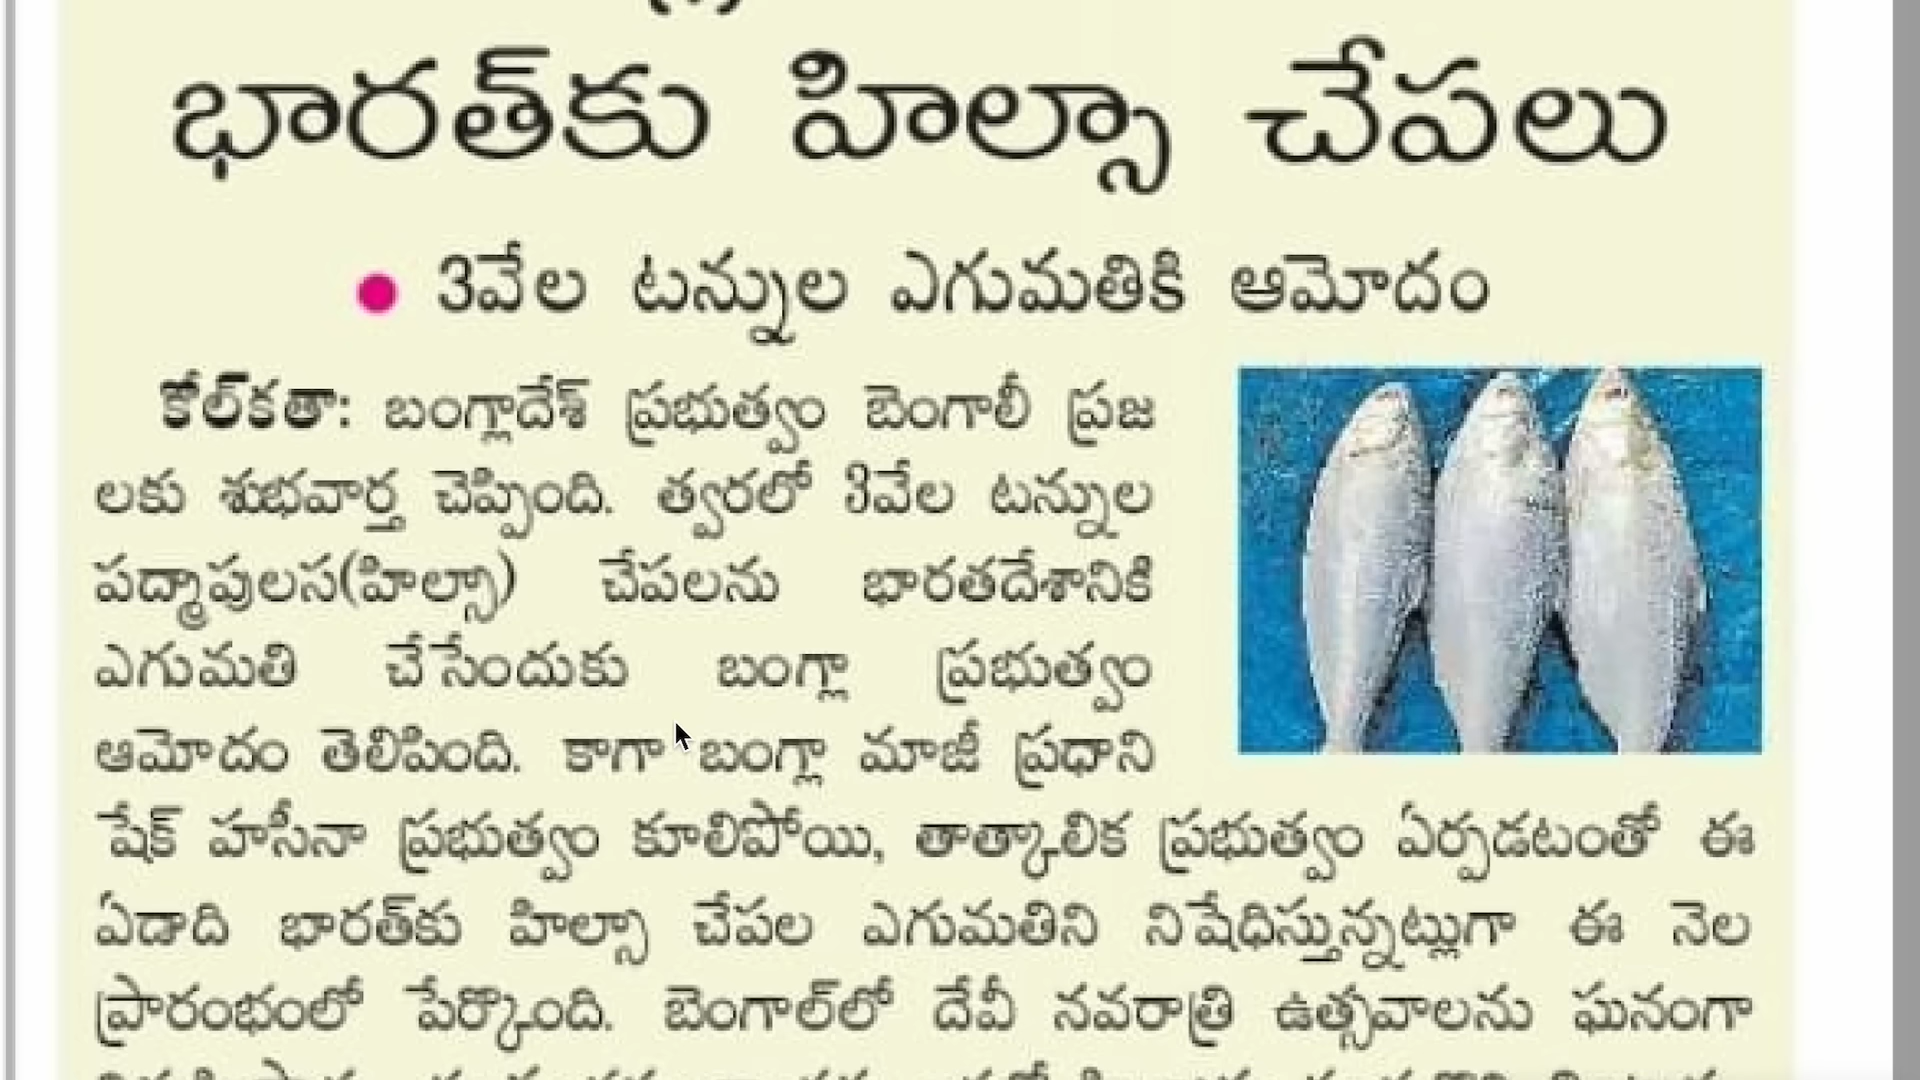 భారత్‌కు హిల్సా చేపలు
● 3వేల టన్నుల ఎగుమతికి ఆమోదం
కోల్‌కతా: బంగ్లాదేశ్ ప్రభుత్వం బెంగాలీ ప్రజ
లకు శుభవార్త చెప్పింది. త్వరలో 3వేల టన్నుల
పద్మాపులస(హిల్సా) చేపలను భారతదేశానికి
ఎగుమతి చేసేందుకు బంగ్లా ప్రభుత్వం
ఆమోదం తెలిపింది. కాగా బంగ్లా మాజీ ప్రధాని
షేక్ హసీనా ప్రభుత్వం కూలిపోయి, తాత్కాలిక ప్రభుత్వం ఏర్పడటంతో ఈ
ఏడాది భారత్‌కు హిల్సా చేపల ఎగుమతిని నిషేధిస్తున్నట్లుగా ఈ నెల
ప్రారంభంలో పేర్కొంది. బెంగాల్‌లో దేవీ నవరాత్రి ఉత్సవాలను ఘనంగా